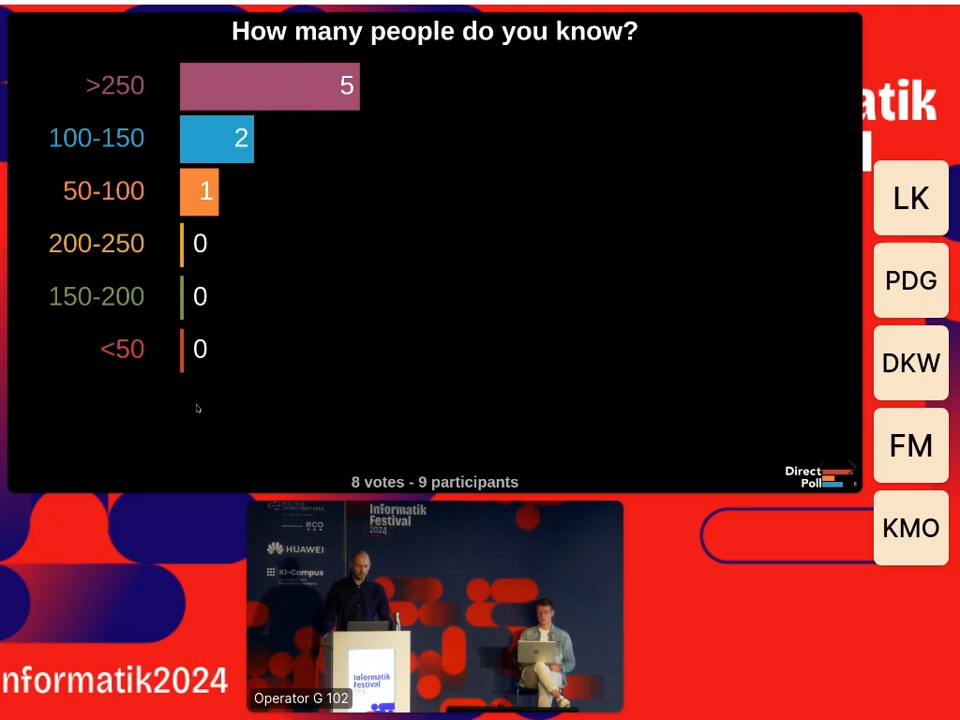 How many people do you know?
>250
5
100-150
2
50-100
1
200-250
0
150-200
0
<50
0
8 votes - 9 participants
Direct
Poll
atik
LK
PDG
DKW
FM
KMO
eco
HUAWEI
KI-Campus
Informatik
Festival
2024
Informatik
Festival
Operator G 102
nformatik2024